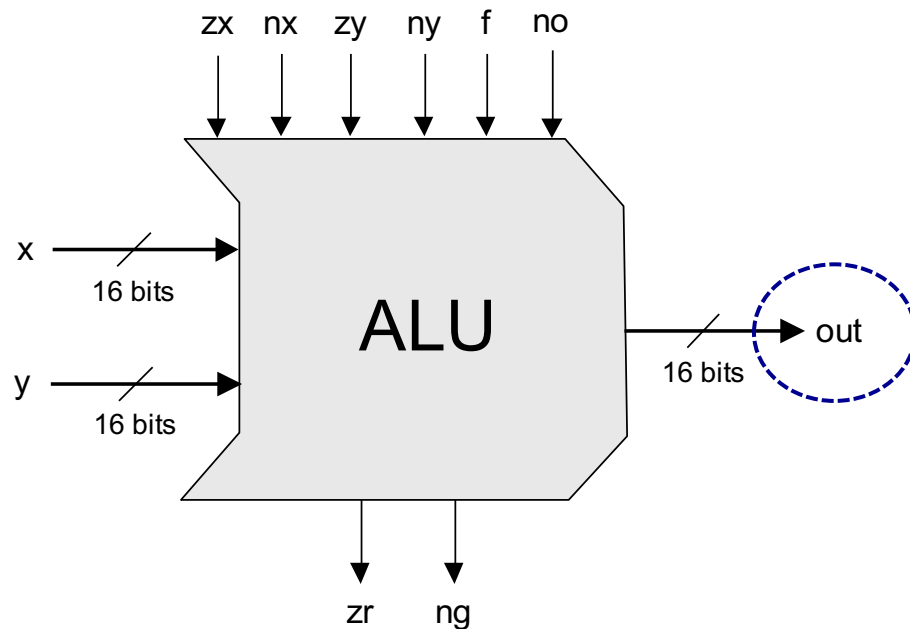 zx nx zy ny f no
x
16 bits
ALU
out
16 bits
y
16 bits
zr ng